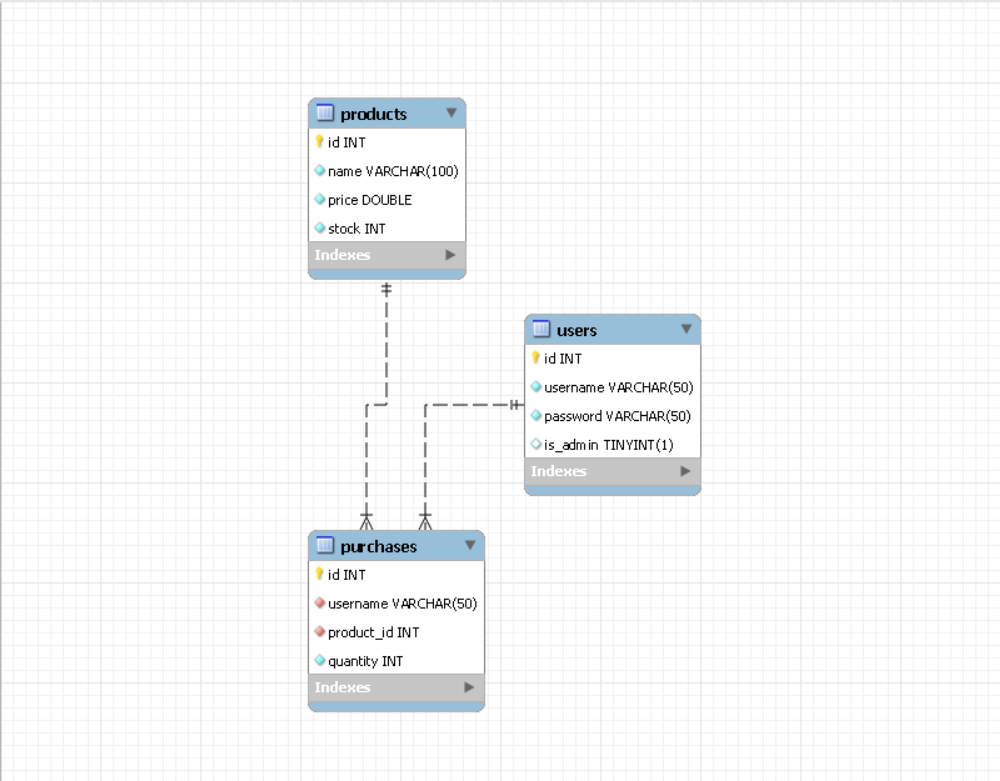 products
id INT
name VARCHAR(100)
price DOUBLE
stock INT
Indexes
users
id INT
username VARCHAR(50)
password VARCHAR(50)
is_admin TINYINT(1)
Indexes
purchases
id INT
username VARCHAR(50)
product_id INT
quantity INT
Indexes